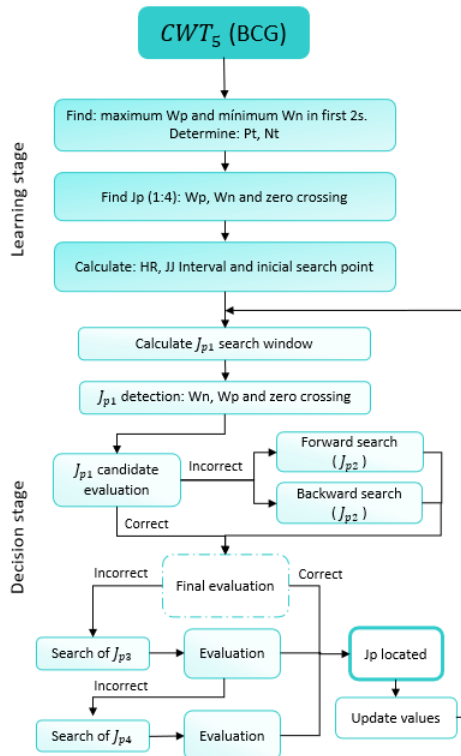 CWT₅ (BCG)
Learning stage
Find: maximum Wp and mínimum Wn in first 2s.
Determine: Pt, Nt
Find Jp (1:4): Wp, Wn and zero crossing
Calculate: HR, JJ Interval and inicial search point
Decision stage
Calculate Jₚ₁ search window
Jₚ₁ detection: Wn, Wp and zero crossing
Jₚ₁ candidate
evaluation
Incorrect
Forward search
(Jₚ₂)
Backward search
(Jₚ₂)
Correct
Incorrect
Final evaluation
Correct
Search of Jₚ₃
Evaluation
Jp located
Incorrect
Search of Jₚ₄
Evaluation
Update values